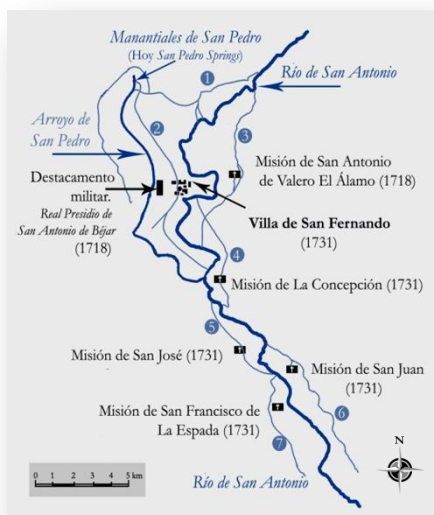 Manantiales de San Pedro
(Hoy San Pedro Springs)
Río de San Antonio
1
Arroyo de
San Pedro
2
3
Destacamento
militar.
Real Presidio de
San Antonio de Béjar
(1718)
Misión de San Antonio
de Valero El Álamo (1718)
Villa de San Fernando
(1731)
4
Misión de La Concepción (1731)
5
Misión de San José (1731)
Misión de San Juan
(1731)
6
Misión de San Francisco de
La Espada (1731)
7
Río de San Antonio
N
0 1 2 3 4 5 km